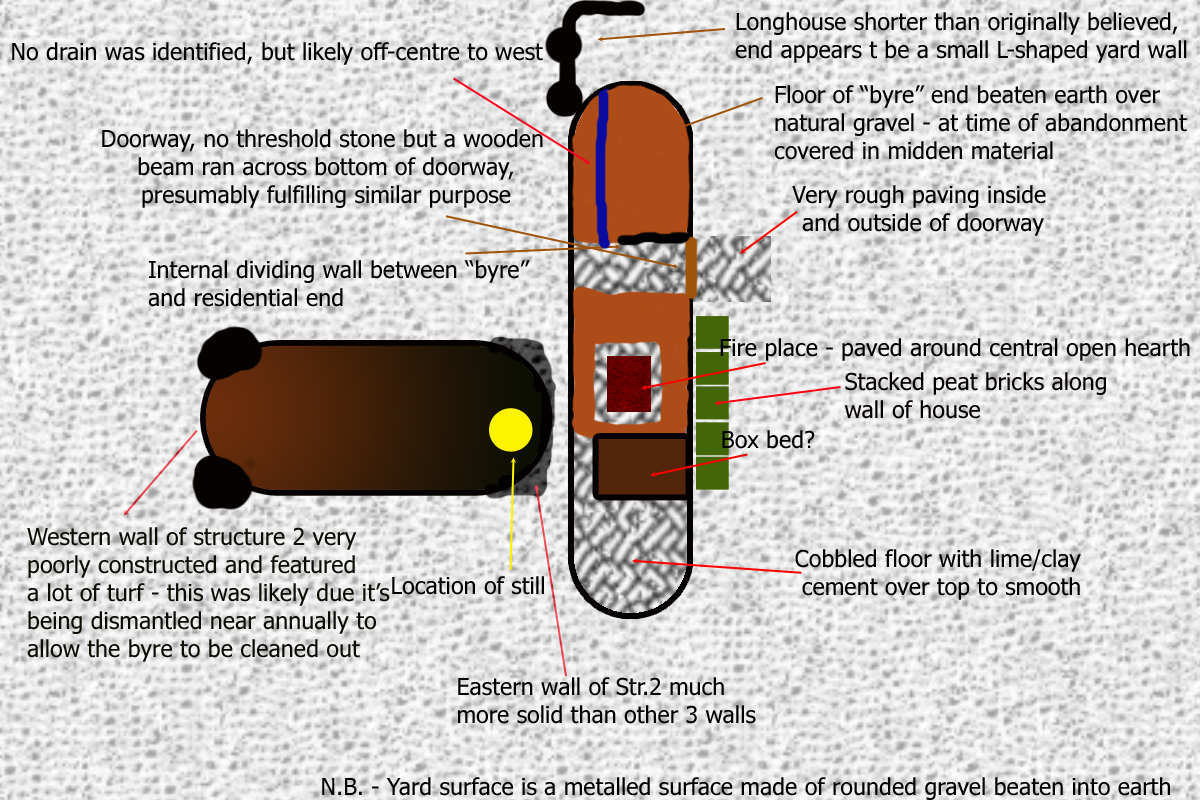 Longhouse shorter than originally believed,
end appears t be a small L-shaped yard wall
No drain was identified, but likely off-centre to west
Floor of “byre” end beaten earth over
natural gravel - at time of abandonment
covered in midden material
Doorway, no threshold stone but a wooden
beam ran across bottom of doorway,
presumably fulfilling similar purpose
Very rough paving inside
and outside of doorway
Internal dividing wall between “byre”
and residential end
Fire place - paved around central open hearth
Stacked peat bricks along
wall of house
Box bed?
Western wall of structure 2 very
poorly constructed and featured
a lot of turf - this was likely due it’s
being dismantled near annually to
allow the byre to be cleaned out
Location of still
Cobbled floor with lime/clay
cement over top to smooth
Eastern wall of Str.2 much
more solid than other 3 walls
N.B. - Yard surface is a metalled surface made of rounded gravel beaten into earth